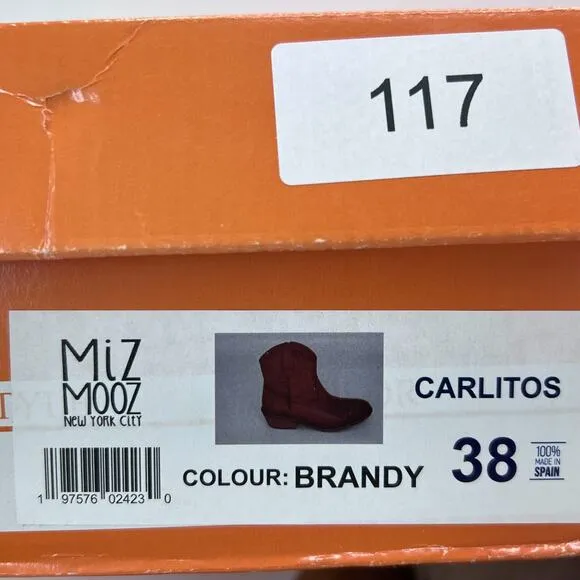 117
MiZ
MOOZ
NEW YORK CITY
CARLITOS
COLOUR: BRANDY
38
100%
MADE IN
SPAIN
1 97576 02423 0